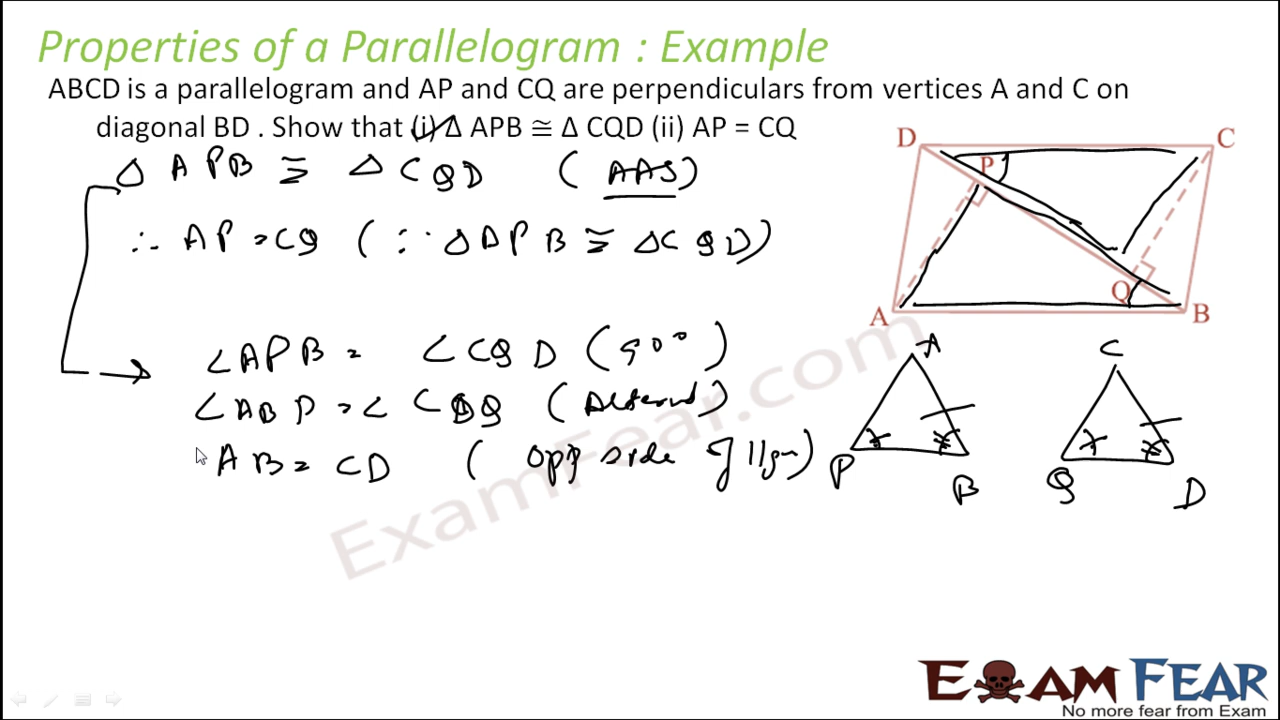 Properties of a Parallelogram : Example
ABCD is a parallelogram and AP and CQ are perpendiculars from vertices A and C on
diagonal BD . Show that (i) Δ APB ≅ Δ CQD (ii) AP = CQ
Δ APB ≅ Δ CQD (AAS)
∴ AP = CQ (∵ Δ APB ≅ Δ CQD)
∠APB = ∠CQD (90°)
∠ABP = ∠CDQ
AB = CD (opp side of ||gm)
D
C
P
Q
A
B
A
P
B
C
Q
D
ExamFear.com
EXAM FEAR
No more fear from Exam